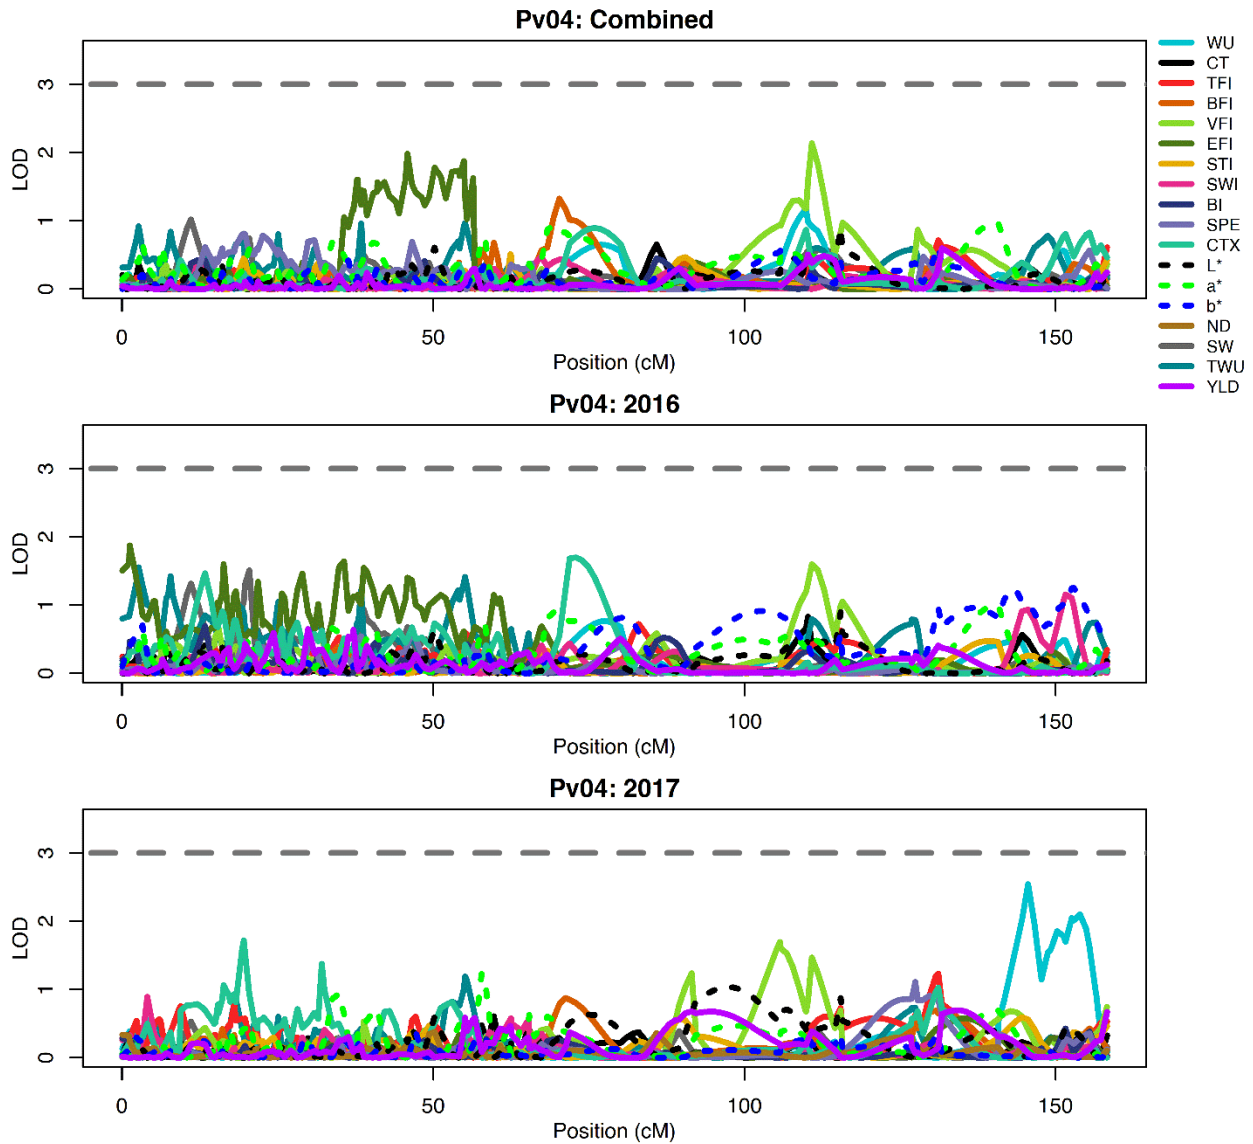 Pv04: Combined
LOD
0
1
2
3
0
50
100
150
Position (cM)
WU
CT
TFI
BFI
VFI
EFI
STI
SWI
BI
SPE
CTX
L*
a*
b*
ND
SW
TWU
YLD
Pv04: 2016
LOD
0
1
2
3
0
50
100
150
Position (cM)
Pv04: 2017
LOD
0
1
2
3
0
50
100
150
Position (cM)